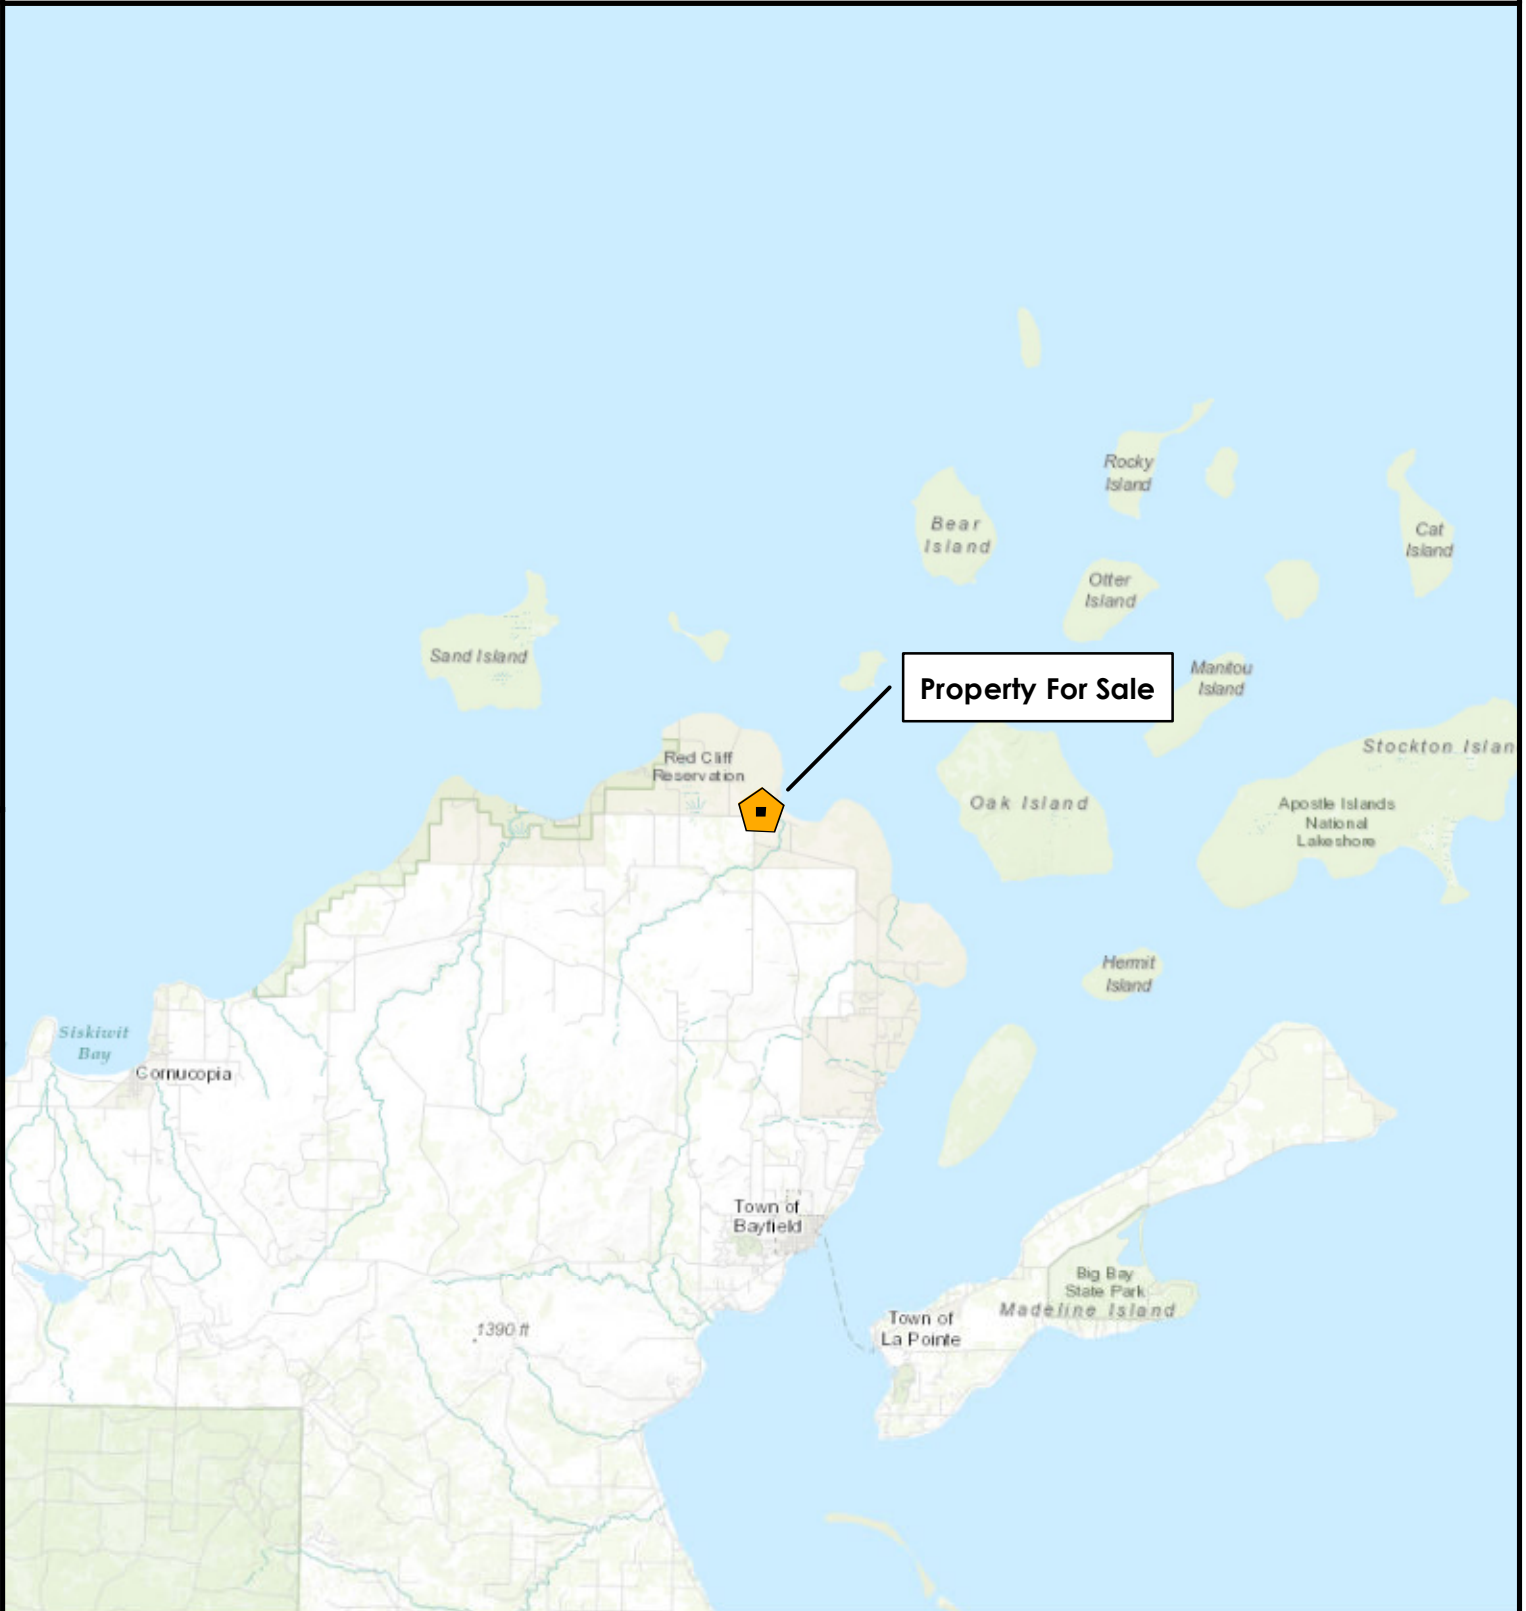 Rocky
Island
Bear
Island
Cat
Island
Otter
Island
Sand Island
Property For Sale
Manitou
Island
Stockton Islan
Red Cliff
Reservation
Oak Island
Apostle Islands
National
Lakeshore
Hermit
Island
Siskiwit
Bay
Cornucopia
Town of
Bayfield
Big Bay
State Park
Madeline Island
Town of
La Pointe
1390 ft